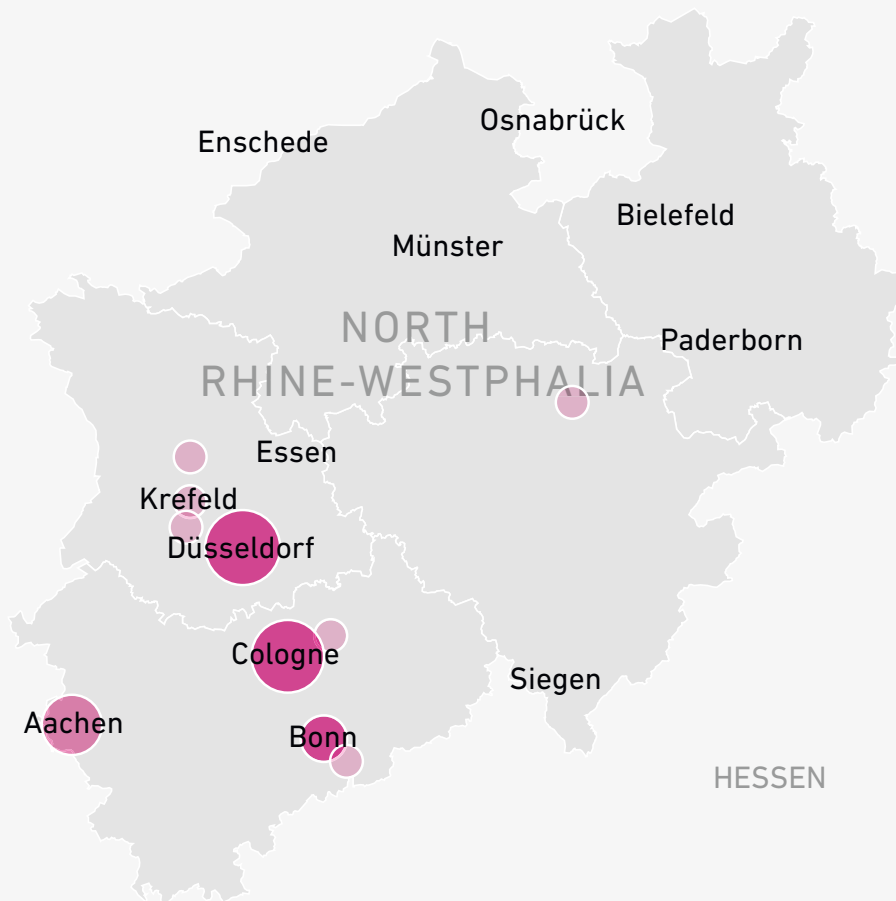 Osnabrück
Enschede
Bielefeld
Münster
NORTH
RHINE-WESTPHALIA
Paderborn
Essen
Krefeld
Düsseldorf
Cologne
Siegen
Aachen
Bonn
HESSEN